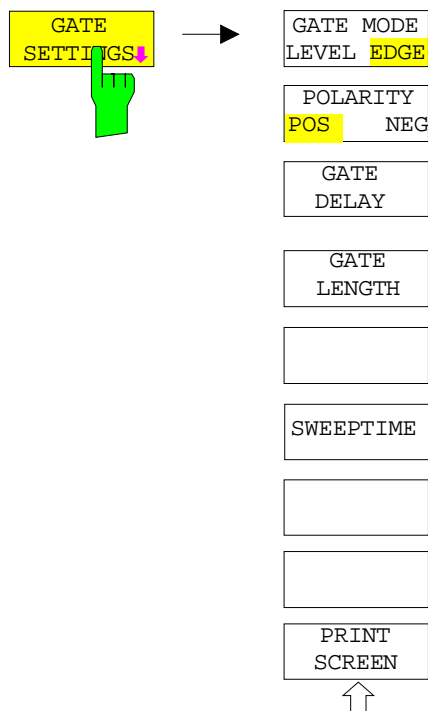 GATE
SETTINGS
GATE MODE
LEVEL EDGE
POLARITY
POS NEG
GATE
DELAY
GATE
LENGTH
SWEEPTIME
PRINT
SCREEN